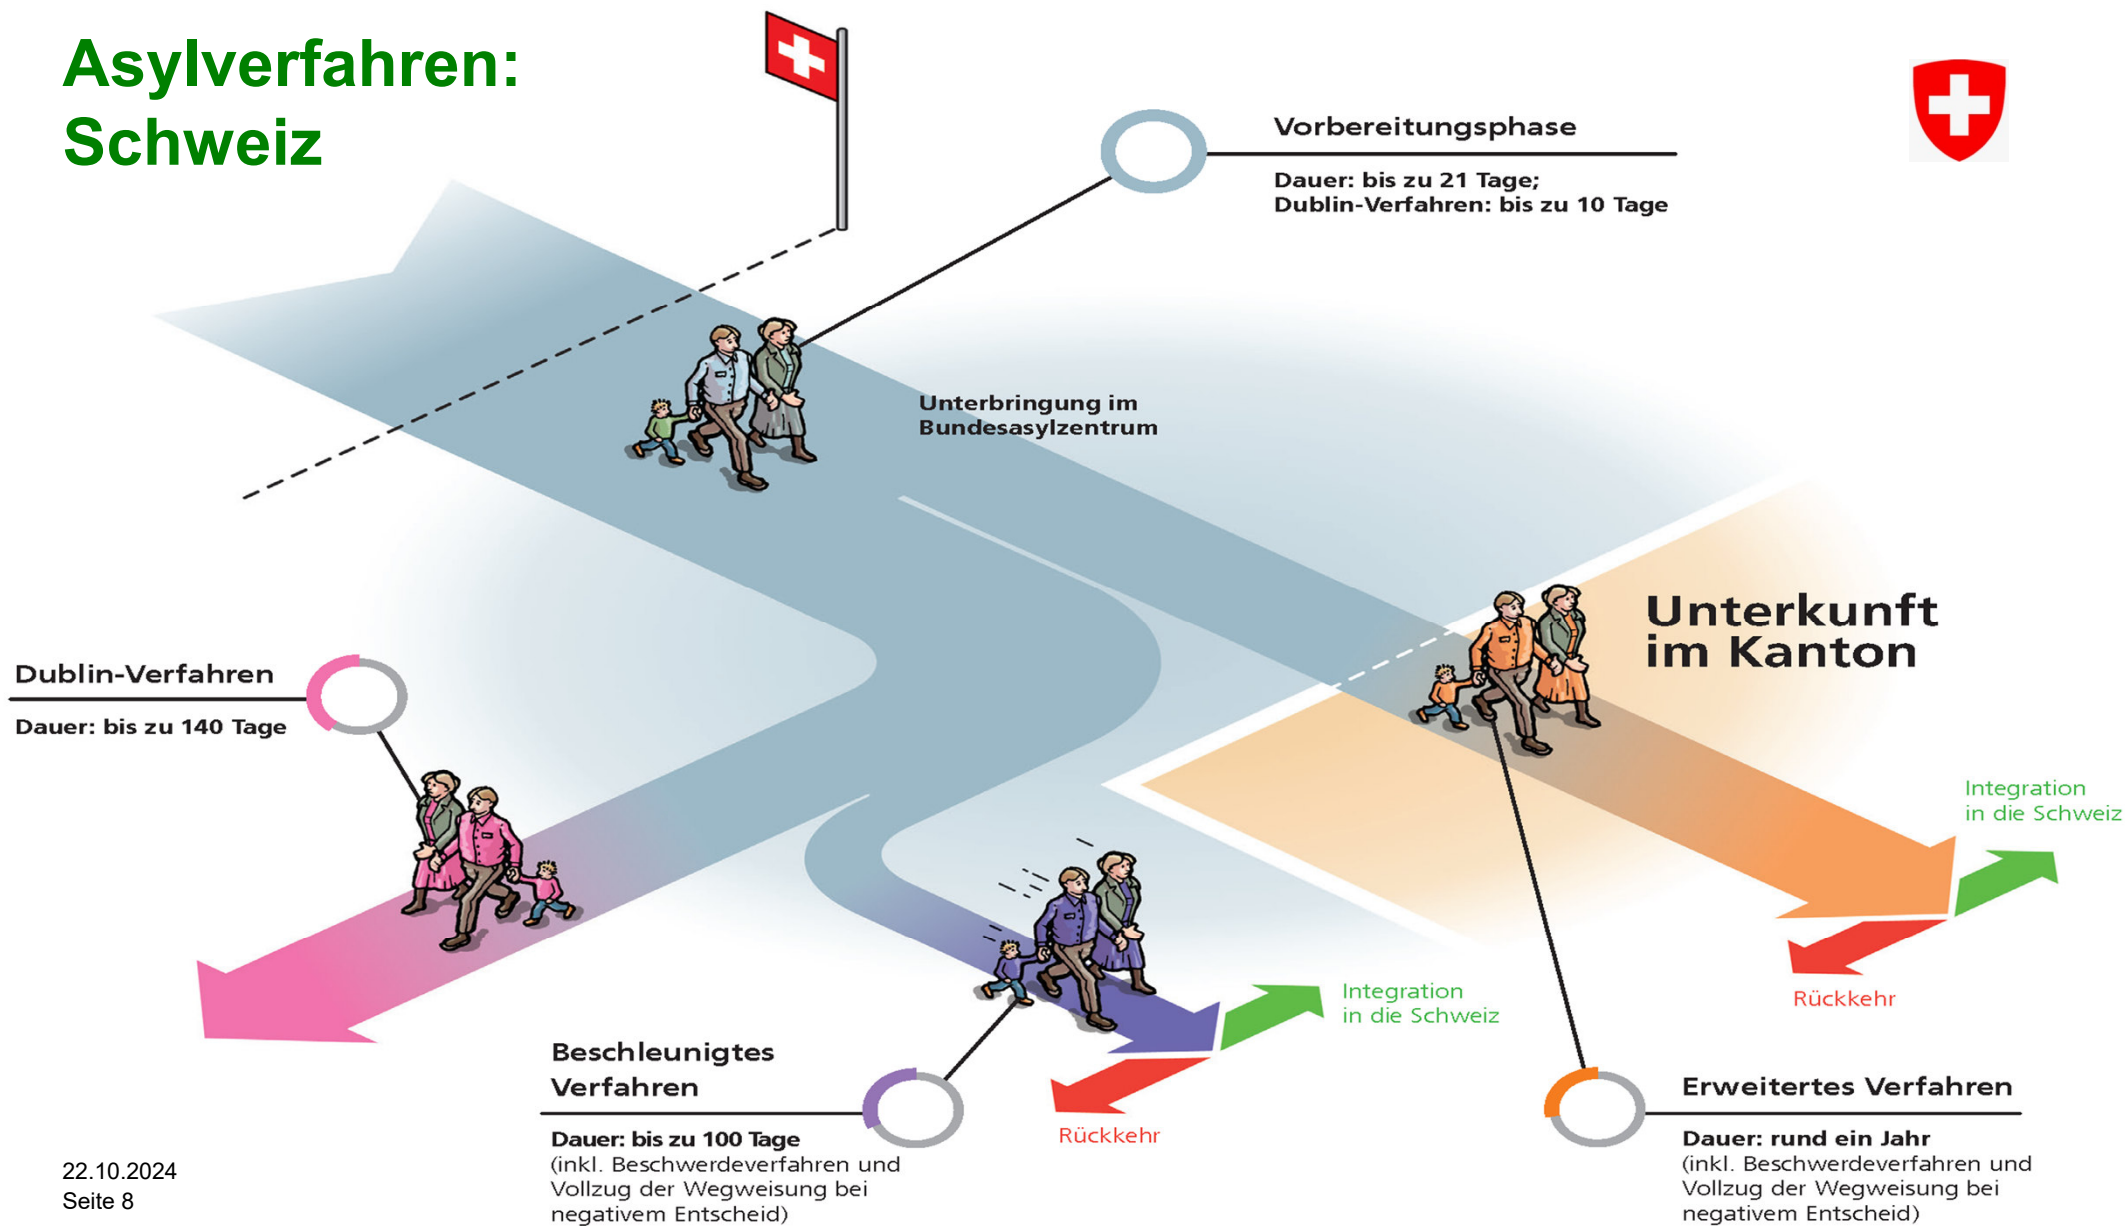 Asylverfahren:
Schweiz
Vorbereitungsphase
Dauer: bis zu 21 Tage;
Dublin-Verfahren: bis zu 10 Tage
Unterbringung im
Bundesasylzentrum
Unterkunft
im Kanton
Dublin-Verfahren
Dauer: bis zu 140 Tage
Integration
in die Schweiz
Rückkehr
Integration
in die Schweiz
Rückkehr
Beschleunigtes
Verfahren
Dauer: bis zu 100 Tage
(inkl. Beschwerdeverfahren und
Vollzug der Wegweisung bei
negativem Entscheid)
Erweitertes Verfahren
Dauer: rund ein Jahr
(inkl. Beschwerdeverfahren und
Vollzug der Wegweisung bei
negativem Entscheid)
22.10.2024
Seite 8